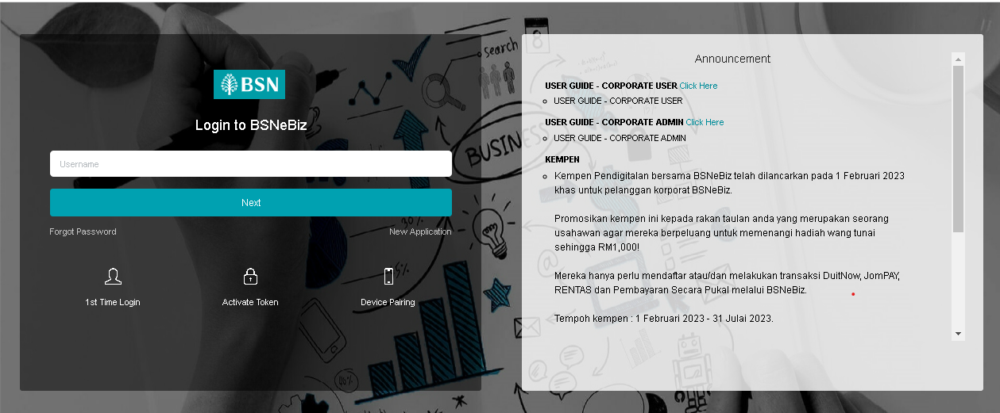 BSN
Login to BSNeBiz
Username
Next
Forgot Password
New Application
1st Time Login
Activate Token
Device Pairing
search
8
BUSINESS
30%
5%
Announcement
USER GUIDE - CORPORATE USER Click Here
USER GUIDE - CORPORATE USER
USER GUIDE - CORPORATE ADMIN Click Here
USER GUIDE - CORPORATE ADMIN
KEMPEN
Kempen Pendigitalan bersama BSNeBiz telah dilancarkan pada 1 Februari 2023
khas untuk pelanggan korporat BSNeBiz.
Promosikan kempen ini kepada rakan taulan anda yang merupakan seorang
usahawan agar mereka berpeluang untuk memenangi hadiah wang tunai
sehingga RM1,000!
Mereka hanya perlu mendaftar atau/dan melakukan transaksi DuitNow, JomPAY,
RENTAS dan Pembayaran Secara Pukal melalui BSNeBiz.
Tempoh kempen : 1 Februari 2023 - 31 Julai 2023.